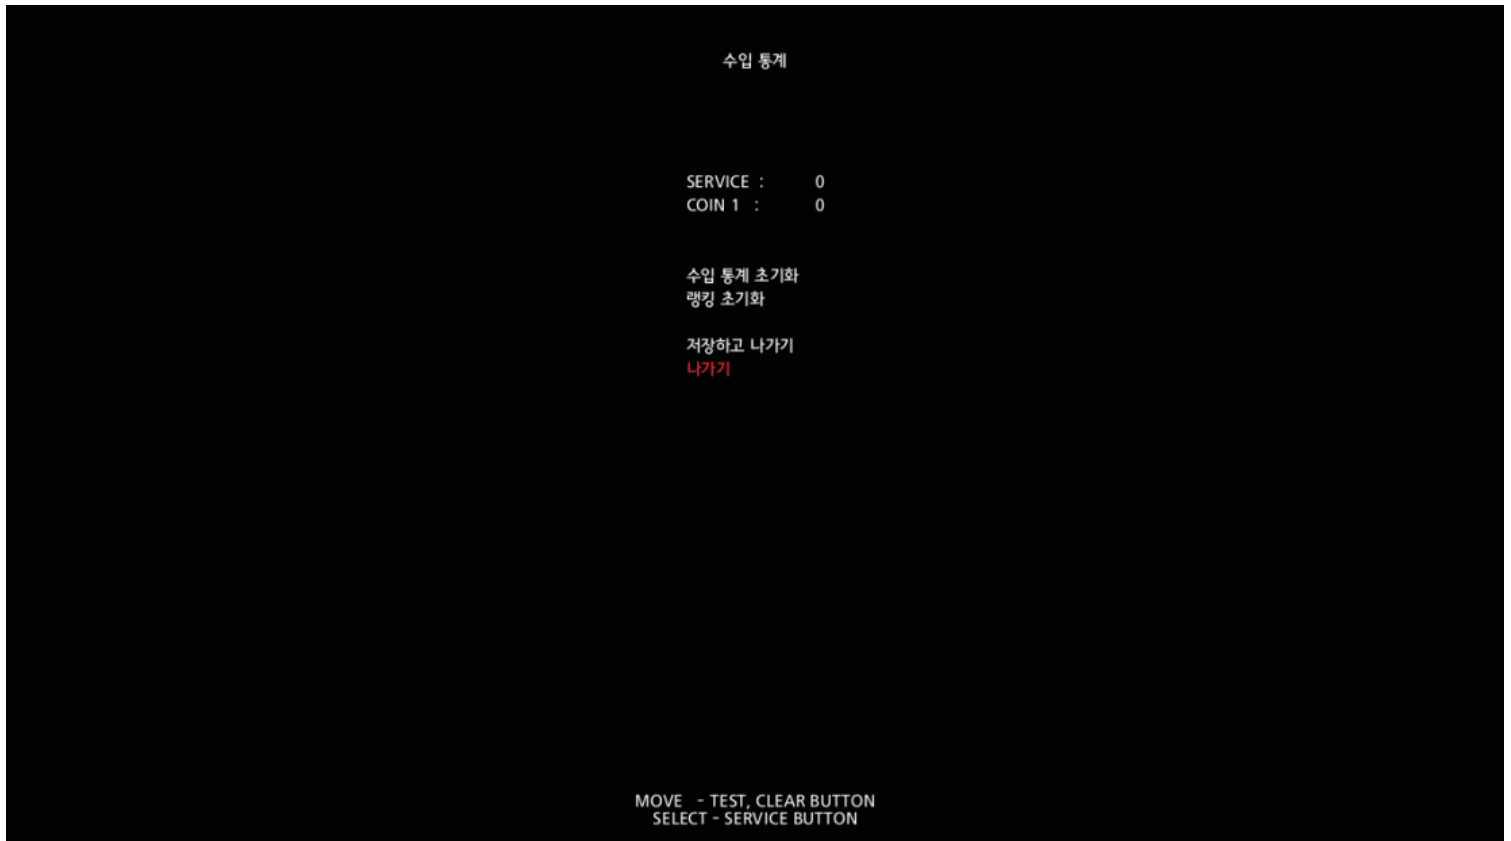 수입 통계
SERVICE : 0
COIN 1 : 0
수입 통계 초기화
랭킹 초기화
저장하고 나가기
나가기
MOVE - TEST, CLEAR BUTTON
SELECT - SERVICE BUTTON